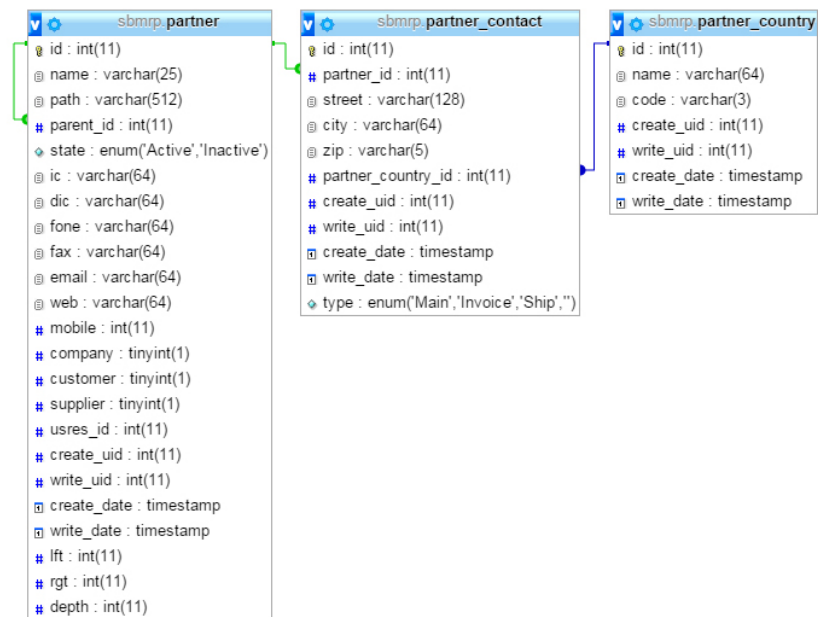 sbmrp.partner
id : int(11)
name : varchar(25)
path : varchar(512)
parent_id : int(11)
state : enum('Active','Inactive')
ic : varchar(64)
dic : varchar(64)
fone : varchar(64)
fax : varchar(64)
email : varchar(64)
web : varchar(64)
mobile : int(11)
company : tinyint(1)
customer : tinyint(1)
supplier : tinyint(1)
usres_id : int(11)
create_uid : int(11)
write_uid : int(11)
create_date : timestamp
write_date : timestamp
lft : int(11)
rgt : int(11)
depth : int(11)
sbmrp.partner_contact
id : int(11)
partner_id : int(11)
street : varchar(128)
city : varchar(64)
zip : varchar(5)
partner_country_id : int(11)
create_uid : int(11)
write_uid : int(11)
create_date : timestamp
write_date : timestamp
type : enum('Main','Invoice','Ship','')
sbmrp.partner_country
id : int(11)
name : varchar(64)
code : varchar(3)
create_uid : int(11)
write_uid : int(11)
create_date : timestamp
write_date : timestamp